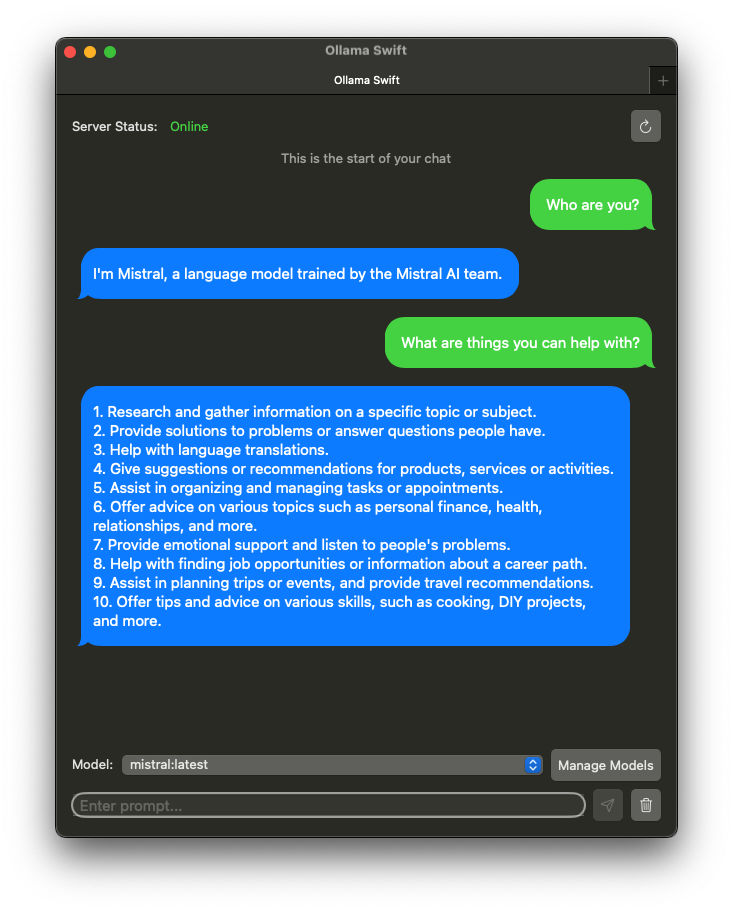 Ollama Swift
Ollama Swift
+
Server Status: Online
This is the start of your chat
Who are you?
I'm Mistral, a language model trained by the Mistral AI team.
What are things you can help with?
1. Research and gather information on a specific topic or subject.
2. Provide solutions to problems or answer questions people have.
3. Help with language translations.
4. Give suggestions or recommendations for products, services or activities.
5. Assist in organizing and managing tasks or appointments.
6. Offer advice on various topics such as personal finance, health,
relationships, and more.
7. Provide emotional support and listen to people's problems.
8. Help with finding job opportunities or information about a career path.
9. Assist in planning trips or events, and provide travel recommendations.
10. Offer tips and advice on various skills, such as cooking, DIY projects,
and more.
Model: mistral:latest Manage Models
Enter prompt...